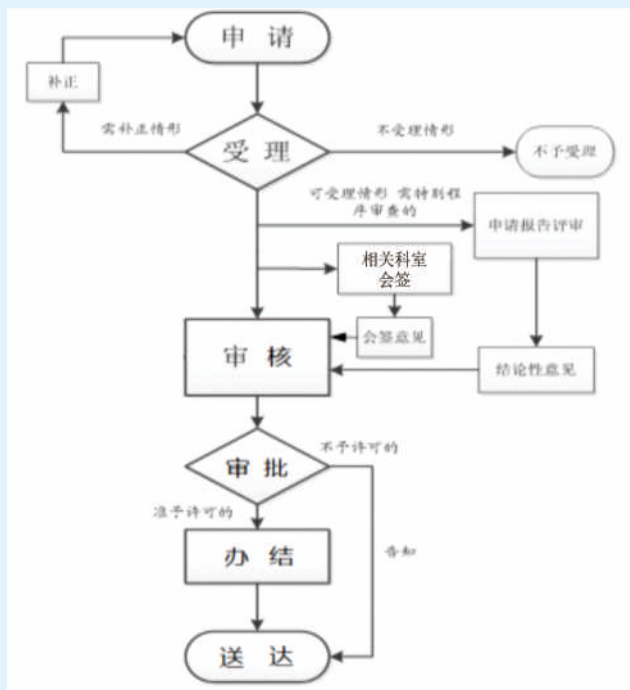 申 请
补正
需补正情形
受 理
不受理情形
不予受理
可受理情形 需特别程
序审查的
申请报告评审
相关科室
会签
会签意见
审 核
结论性意见
审 批
不予许可的
准予许可的
办 结
告知
送 达